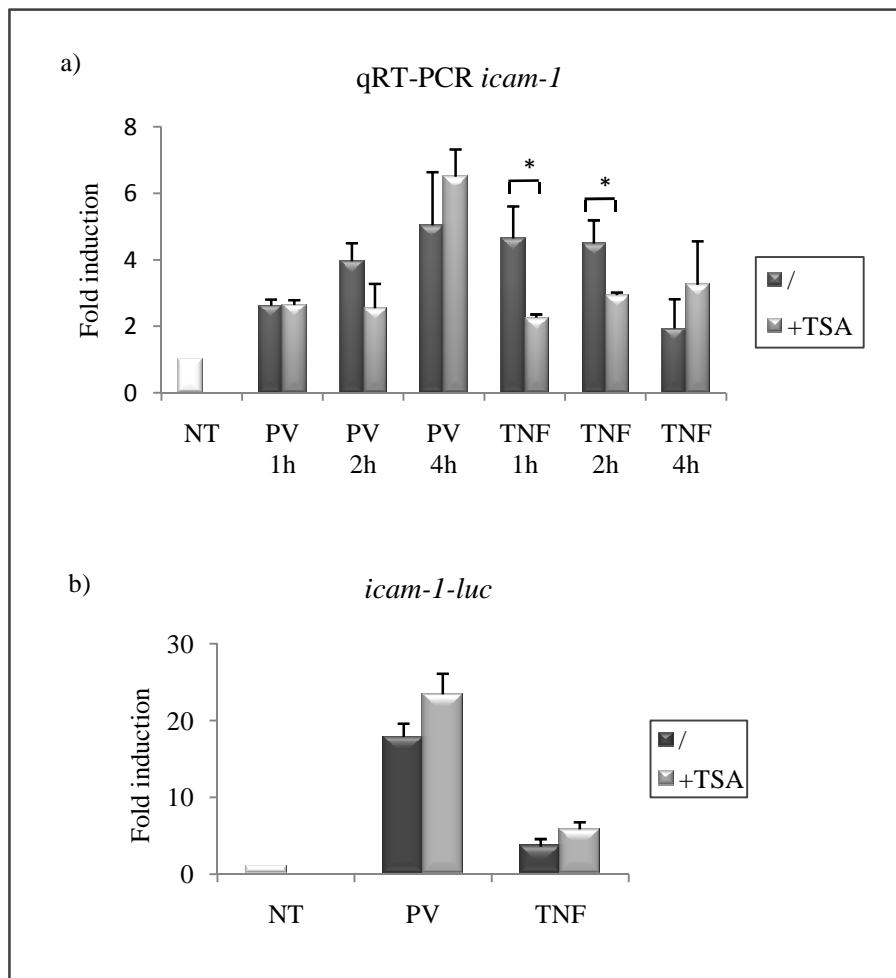 a)
qRT-PCR icam-1
Fold induction
8
6
4
2
0
* *
NT PV PV PV TNF TNF TNF
1h 2h 4h 1h 2h 4h
/
+TSA
b)
icam-1-luc
Fold induction
30
20
10
0
NT PV TNF
/
+TSA